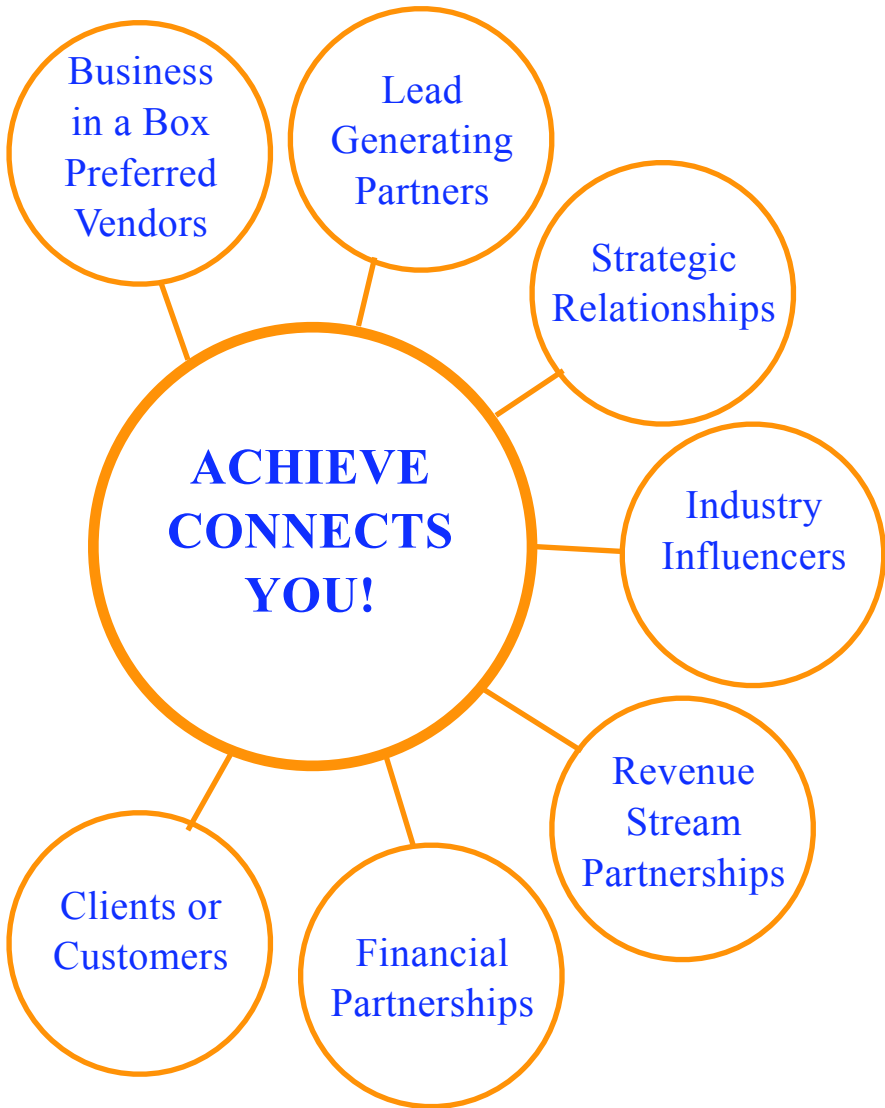 Business
in a Box
Preferred
Vendors
Lead
Generating
Partners
Strategic
Relationships
Industry
Influencers
ACHIEVE
CONNECTS
YOU!
Revenue
Stream
Partnerships
Clients or
Customers
Financial
Partnerships